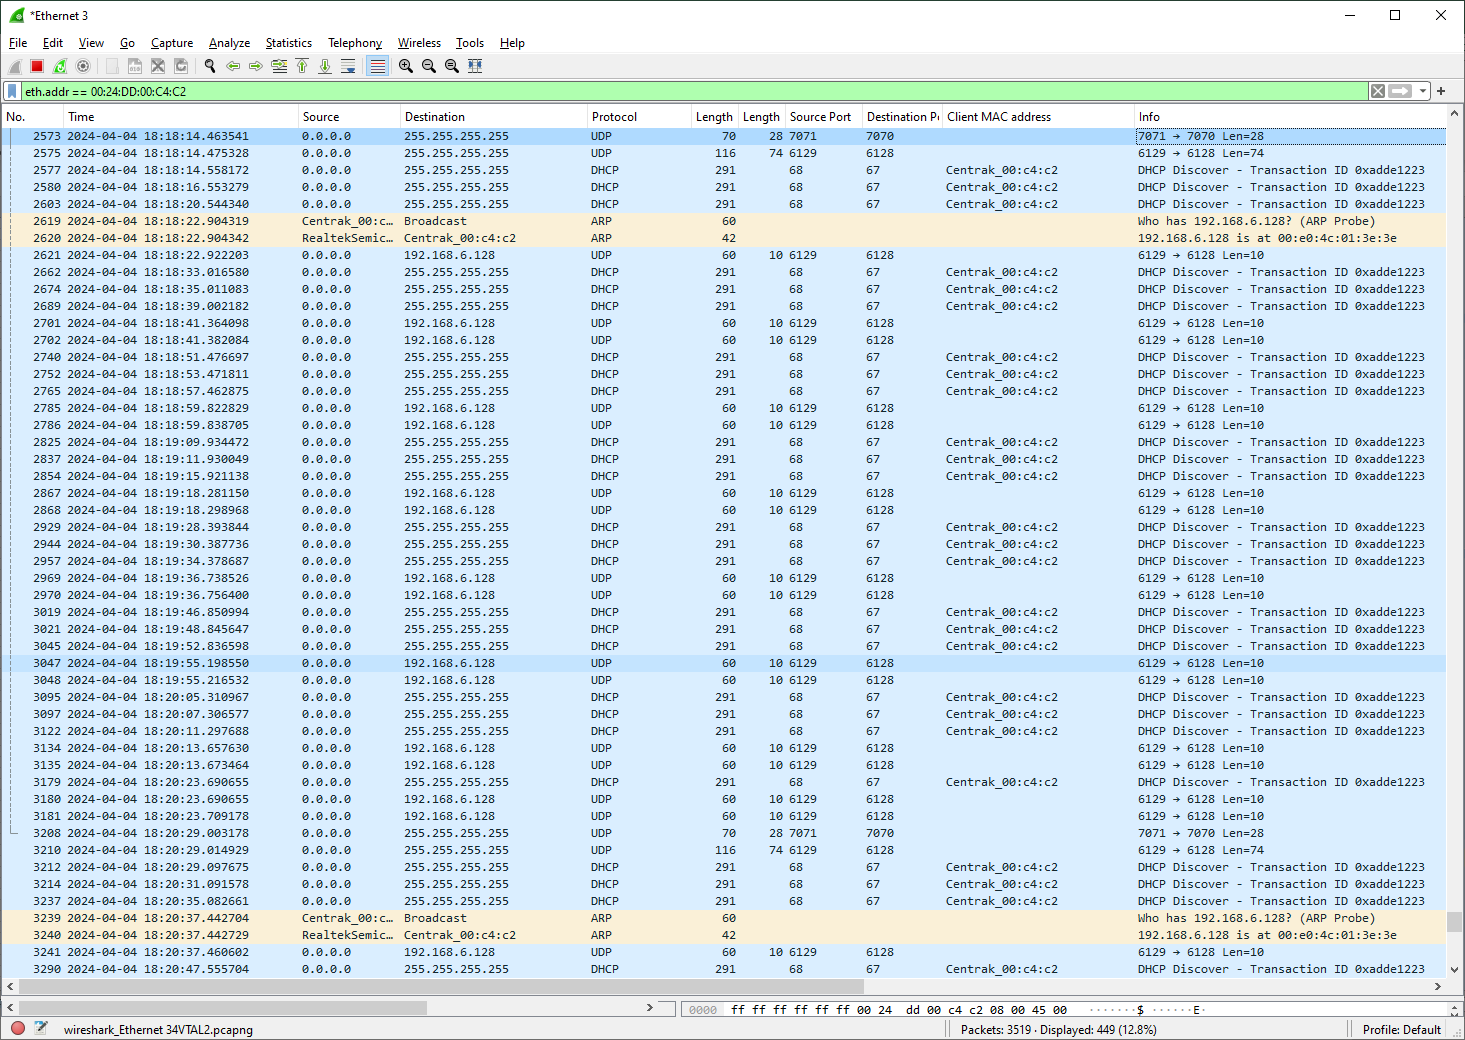 *Ethernet 3
File Edit View Go Capture Analyze Statistics Telephony Wireless Tools Help
eth.addr == 00:24:DD:00:C4:C2
No. Time Source Destination Protocol Length Length Source Port Destination Pc Client MAC address Info
2573 2024-04-04 18:18:14.463541 0.0.0.0 255.255.255.255 UDP 70 28 7071 7070 7071 → 7070 Len=28
2575 2024-04-04 18:18:14.475328 0.0.0.0 255.255.255.255 UDP 116 74 6129 6128 6129 → 6128 Len=74
2577 2024-04-04 18:18:14.558172 0.0.0.0 255.255.255.255 DHCP 291 68 67 Centrak_00:c4:c2 DHCP Discover - Transaction ID 0xadde1223
2580 2024-04-04 18:18:16.553279 0.0.0.0 255.255.255.255 DHCP 291 68 67 Centrak_00:c4:c2 DHCP Discover - Transaction ID 0xadde1223
2603 2024-04-04 18:18:20.544340 0.0.0.0 255.255.255.255 DHCP 291 68 67 Centrak_00:c4:c2 DHCP Discover - Transaction ID 0xadde1223
2619 2024-04-04 18:18:22.904319 Centrak_00:c… Broadcast ARP 60 Who has 192.168.6.128? (ARP Probe)
2620 2024-04-04 18:18:22.904342 RealtekSemic… Centrak_00:c4:c2 ARP 42 192.168.6.128 is at 00:e0:4c:01:3e:3e
2621 2024-04-04 18:18:22.922203 0.0.0.0 192.168.6.128 UDP 60 10 6129 6128 6129 → 6128 Len=10
2662 2024-04-04 18:18:33.016580 0.0.0.0 255.255.255.255 DHCP 291 68 67 Centrak_00:c4:c2 DHCP Discover - Transaction ID 0xadde1223
2674 2024-04-04 18:18:35.011083 0.0.0.0 255.255.255.255 DHCP 291 68 67 Centrak_00:c4:c2 DHCP Discover - Transaction ID 0xadde1223
2689 2024-04-04 18:18:39.002182 0.0.0.0 255.255.255.255 DHCP 291 68 67 Centrak_00:c4:c2 DHCP Discover - Transaction ID 0xadde1223
2701 2024-04-04 18:18:41.364098 0.0.0.0 192.168.6.128 UDP 60 10 6129 6128 6129 → 6128 Len=10
2702 2024-04-04 18:18:41.382084 0.0.0.0 192.168.6.128 UDP 60 10 6129 6128 6129 → 6128 Len=10
2740 2024-04-04 18:18:51.476697 0.0.0.0 255.255.255.255 DHCP 291 68 67 Centrak_00:c4:c2 DHCP Discover - Transaction ID 0xadde1223
2752 2024-04-04 18:18:53.471811 0.0.0.0 255.255.255.255 DHCP 291 68 67 Centrak_00:c4:c2 DHCP Discover - Transaction ID 0xadde1223
2765 2024-04-04 18:18:57.462875 0.0.0.0 255.255.255.255 DHCP 291 68 67 Centrak_00:c4:c2 DHCP Discover - Transaction ID 0xadde1223
2785 2024-04-04 18:18:59.822829 0.0.0.0 192.168.6.128 UDP 60 10 6129 6128 6129 → 6128 Len=10
2786 2024-04-04 18:18:59.838705 0.0.0.0 192.168.6.128 UDP 60 10 6129 6128 6129 → 6128 Len=10
2825 2024-04-04 18:19:09.934472 0.0.0.0 255.255.255.255 DHCP 291 68 67 Centrak_00:c4:c2 DHCP Discover - Transaction ID 0xadde1223
2837 2024-04-04 18:19:11.930049 0.0.0.0 255.255.255.255 DHCP 291 68 67 Centrak_00:c4:c2 DHCP Discover - Transaction ID 0xadde1223
2854 2024-04-04 18:19:15.921138 0.0.0.0 255.255.255.255 DHCP 291 68 67 Centrak_00:c4:c2 DHCP Discover - Transaction ID 0xadde1223
2867 2024-04-04 18:19:18.281150 0.0.0.0 192.168.6.128 UDP 60 10 6129 6128 6129 → 6128 Len=10
2868 2024-04-04 18:19:18.298968 0.0.0.0 192.168.6.128 UDP 60 10 6129 6128 6129 → 6128 Len=10
2929 2024-04-04 18:19:28.393844 0.0.0.0 255.255.255.255 DHCP 291 68 67 Centrak_00:c4:c2 DHCP Discover - Transaction ID 0xadde1223
2944 2024-04-04 18:19:30.387736 0.0.0.0 255.255.255.255 DHCP 291 68 67 Centrak_00:c4:c2 DHCP Discover - Transaction ID 0xadde1223
2957 2024-04-04 18:19:34.378687 0.0.0.0 255.255.255.255 DHCP 291 68 67 Centrak_00:c4:c2 DHCP Discover - Transaction ID 0xadde1223
2969 2024-04-04 18:19:36.738526 0.0.0.0 192.168.6.128 UDP 60 10 6129 6128 6129 → 6128 Len=10
2970 2024-04-04 18:19:36.756400 0.0.0.0 192.168.6.128 UDP 60 10 6129 6128 6129 → 6128 Len=10
3019 2024-04-04 18:19:46.850994 0.0.0.0 255.255.255.255 DHCP 291 68 67 Centrak_00:c4:c2 DHCP Discover - Transaction ID 0xadde1223
3021 2024-04-04 18:19:48.845647 0.0.0.0 255.255.255.255 DHCP 291 68 67 Centrak_00:c4:c2 DHCP Discover - Transaction ID 0xadde1223
3045 2024-04-04 18:19:52.836598 0.0.0.0 255.255.255.255 DHCP 291 68 67 Centrak_00:c4:c2 DHCP Discover - Transaction ID 0xadde1223
3047 2024-04-04 18:19:55.198550 0.0.0.0 192.168.6.128 UDP 60 10 6129 6128 6129 → 6128 Len=10
3048 2024-04-04 18:19:55.216532 0.0.0.0 192.168.6.128 UDP 60 10 6129 6128 6129 → 6128 Len=10
3095 2024-04-04 18:20:05.310967 0.0.0.0 255.255.255.255 DHCP 291 68 67 Centrak_00:c4:c2 DHCP Discover - Transaction ID 0xadde1223
3097 2024-04-04 18:20:07.306577 0.0.0.0 255.255.255.255 DHCP 291 68 67 Centrak_00:c4:c2 DHCP Discover - Transaction ID 0xadde1223
3122 2024-04-04 18:20:11.297688 0.0.0.0 255.255.255.255 DHCP 291 68 67 Centrak_00:c4:c2 DHCP Discover - Transaction ID 0xadde1223
3134 2024-04-04 18:20:13.657630 0.0.0.0 192.168.6.128 UDP 60 10 6129 6128 6129 → 6128 Len=10
3135 2024-04-04 18:20:13.673464 0.0.0.0 192.168.6.128 UDP 60 10 6129 6128 6129 → 6128 Len=10
3179 2024-04-04 18:20:23.690655 0.0.0.0 255.255.255.255 DHCP 291 68 67 Centrak_00:c4:c2 DHCP Discover - Transaction ID 0xadde1223
3180 2024-04-04 18:20:23.690655 0.0.0.0 192.168.6.128 UDP 60 10 6129 6128 6129 → 6128 Len=10
3181 2024-04-04 18:20:23.709178 0.0.0.0 192.168.6.128 UDP 60 10 6129 6128 6129 → 6128 Len=10
3208 2024-04-04 18:20:29.003178 0.0.0.0 255.255.255.255 UDP 70 28 7071 7070 7071 → 7070 Len=28
3210 2024-04-04 18:20:29.014929 0.0.0.0 255.255.255.255 UDP 116 74 6129 6128 6129 → 6128 Len=74
3212 2024-04-04 18:20:29.097675 0.0.0.0 255.255.255.255 DHCP 291 68 67 Centrak_00:c4:c2 DHCP Discover - Transaction ID 0xadde1223
3214 2024-04-04 18:20:31.091578 0.0.0.0 255.255.255.255 DHCP 291 68 67 Centrak_00:c4:c2 DHCP Discover - Transaction ID 0xadde1223
3237 2024-04-04 18:20:35.082661 0.0.0.0 255.255.255.255 DHCP 291 68 67 Centrak_00:c4:c2 DHCP Discover - Transaction ID 0xadde1223
3239 2024-04-04 18:20:37.442704 Centrak_00:c… Broadcast ARP 60 Who has 192.168.6.128? (ARP Probe)
3240 2024-04-04 18:20:37.442729 RealtekSemic… Centrak_00:c4:c2 ARP 42 192.168.6.128 is at 00:e0:4c:01:3e:3e
3241 2024-04-04 18:20:37.460602 0.0.0.0 192.168.6.128 UDP 60 10 6129 6128 6129 → 6128 Len=10
3290 2024-04-04 18:20:47.555704 0.0.0.0 255.255.255.255 DHCP 291 68 67 Centrak_00:c4:c2 DHCP Discover - Transaction ID 0xadde1223
0000 ff ff ff ff ff ff 00 24 dd 00 c4 c2 08 00 45 00 ·······$ ······E·
wireshark_Ethernet 34VTAL2.pcapng Packets: 3519 · Displayed: 449 (12.8%) Profile: Default